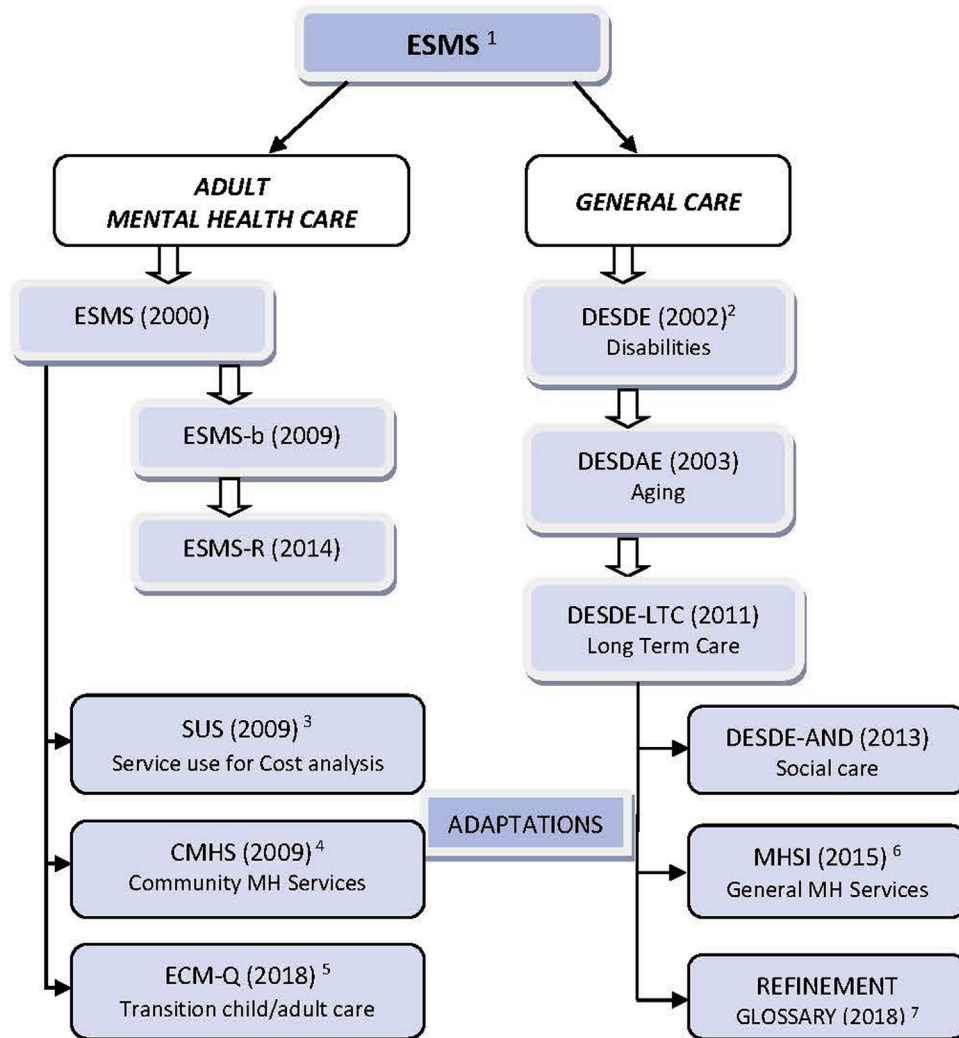 ESMS 1
ADULT
MENTAL HEALTH CARE
GENERAL CARE
ESMS (2000)
ESMS-b (2009)
ESMS-R (2014)
DESDE (2002)2
Disabilities
DESDAE (2003)
Aging
DESDE-LTC (2011)
Long Term Care
SUS (2009) 3
Service use for Cost analysis
CMHS (2009) 4
Community MH Services
ECM-Q (2018) 5
Transition child/adult care
ADAPTATIONS
DESDE-AND (2013)
Social care
MHSI (2015) 6
General MH Services
REFINEMENT
GLOSSARY (2018) 7